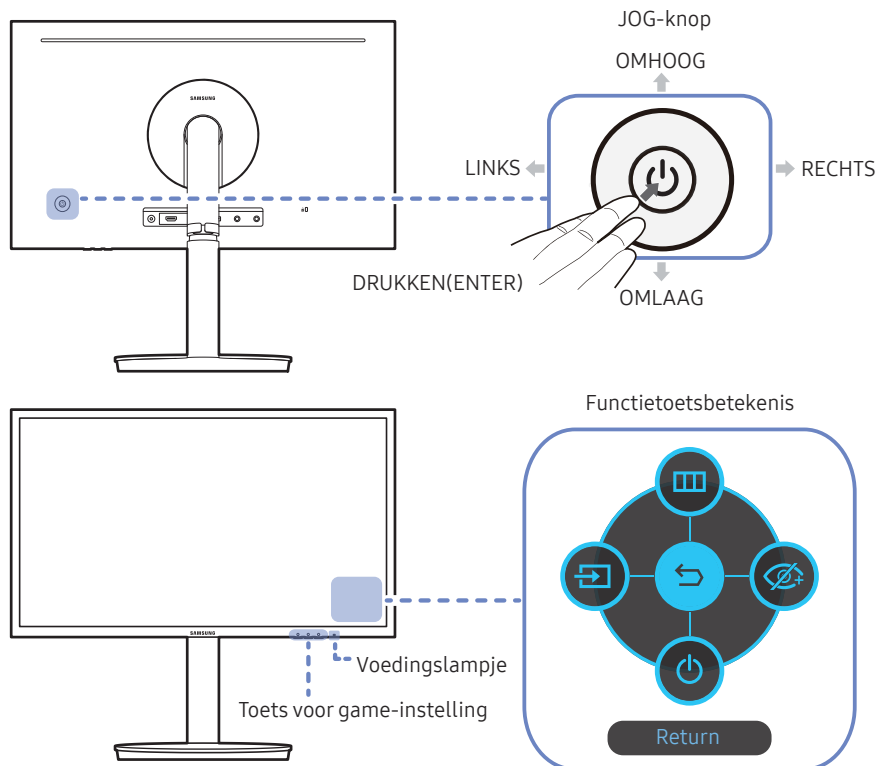 JOG-knop
OMHOOG
SAMSUNG
LINKS
RECHTS
DRUKKEN(ENTER)
OMLAAG
Functietoetsbetekenis
SAMSUNG
Voedingslampje
Toets voor game-instelling
Return